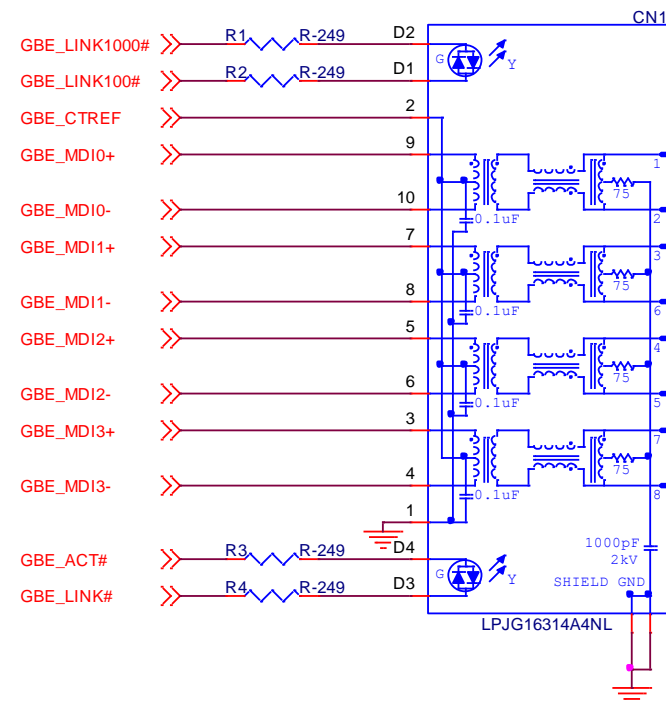 CN1
GBE_LINK1000# R1 R-249 D2
G Y
GBE_LINK100# R2 R-249 D1
GBE_CTREF 2
GBE_MDI0+ 9 1
75
GBE_MDI0- 10 2
0.1uF
GBE_MDI1+ 7 3
75
GBE_MDI1- 8 6
0.1uF
GBE_MDI2+ 5 4
75
GBE_MDI2- 6 5
0.1uF
GBE_MDI3+ 3 7
75
GBE_MDI3- 4 8
0.1uF
1
1000pF
2kV
GBE_ACT# R3 R-249 D4
G Y
SHIELD GND
GBE_LINK# R4 R-249 D3
LPJG16314A4NL